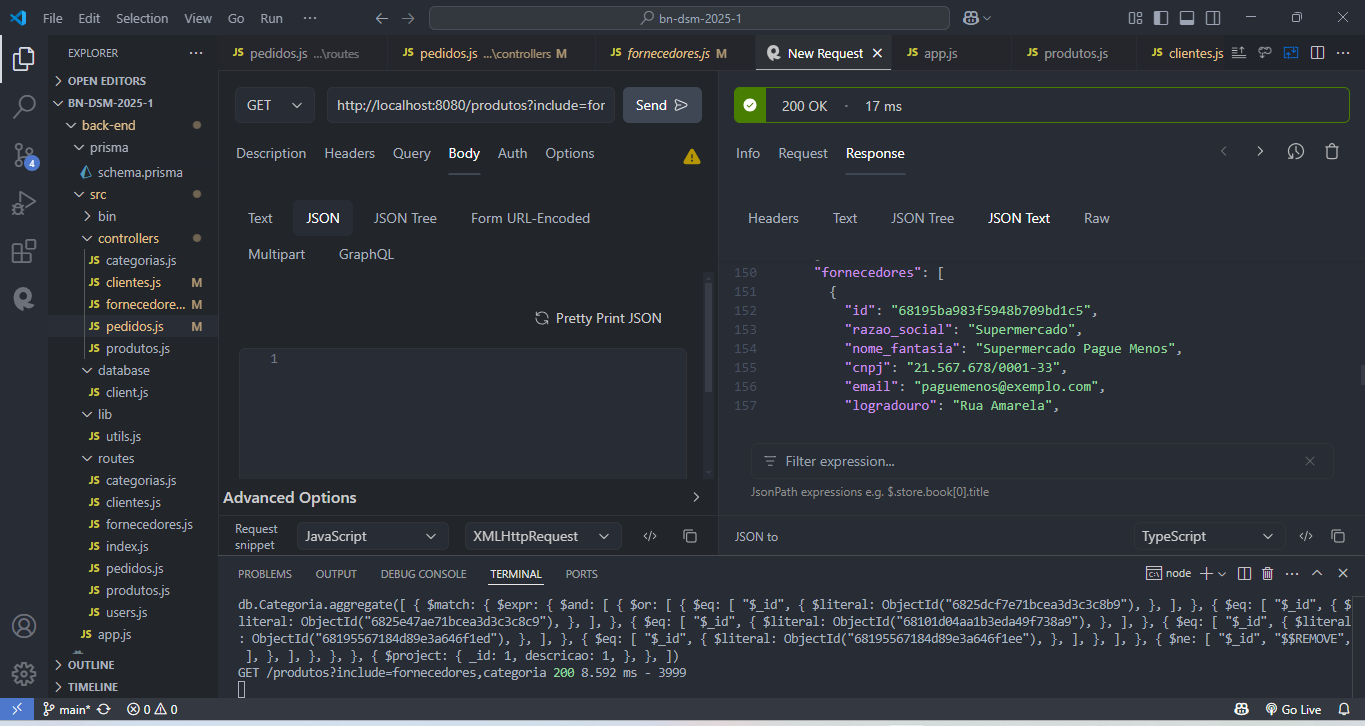 File Edit Selection View Go Run ··· bn-dsm-2025-1
EXPLORER ···
OPEN EDITORS
BN-DSM-2025-1
back-end
prisma
schema.prisma
src
bin
controllers
JS categorias.js
JS clientes.js M
JS fornecedore... M
JS pedidos.js M
JS produtos.js
database
JS client.js
lib
JS utils.js
routes
JS categorias.js
JS clientes.js
JS fornecedores.js
JS index.js
JS pedidos.js
JS produtos.js
JS users.js
JS app.js
OUTLINE
TIMELINE
4
JS pedidos.js ...\routes JS pedidos.js ...\controllers M JS fornecedores.js M New Request JS app.js JS produtos.js JS clientes.js ···
GET http://localhost:8080/produtos?include=for Send
Description Headers Query Body Auth Options
Text JSON JSON Tree Form URL-Encoded
Multipart GraphQL
Pretty Print JSON
1
Advanced Options
Request snippet JavaScript XMLHttpRequest
200 OK · 17 ms
Info Request Response
Headers Text JSON Tree JSON Text Raw
150 "fornecedores": [
151 {
152 "id": "68195ba983f5948b709bd1c5",
153 "razao_social": "Supermercado",
154 "nome_fantasia": "Supermercado Pague Menos",
155 "cnpj": "21.567.678/0001-33",
156 "email": "paguemenos@exemplo.com",
157 "logradouro": "Rua Amarela",
Filter expression...
JsonPath expressions e.g. $.store.book[0].title
JSON to TypeScript
PROBLEMS OUTPUT DEBUG CONSOLE TERMINAL PORTS node ···
db.Categoria.aggregate([ { $match: { $expr: { $and: [ { $or: [ { $eq: [ "$_id", { $literal: ObjectId("6825dcf7e71bcea3d3c3c8b9"), }, ], }, { $eq: [ "$_id", { $
literal: ObjectId("6825e47ae71bcea3d3c3c8c9"), }, ], }, { $eq: [ "$_id", { $literal: ObjectId("68101d04aa1b3eda49f738a9"), }, ], }, { $eq: [ "$_id", { $literal
: ObjectId("68195567184d89e3a646f1ed"), }, ], }, { $eq: [ "$_id", { $literal: ObjectId("68195567184d89e3a646f1ee"), }, ], }, ], }, { $ne: [ "$_id", "$$REMOVE",
], }, ], }, }, }, { $project: { _id: 1, descricao: 1, }, }, ])
GET /produtos?include=fornecedores,categoria 200 8.592 ms - 3999
main* 0 0 Go Live